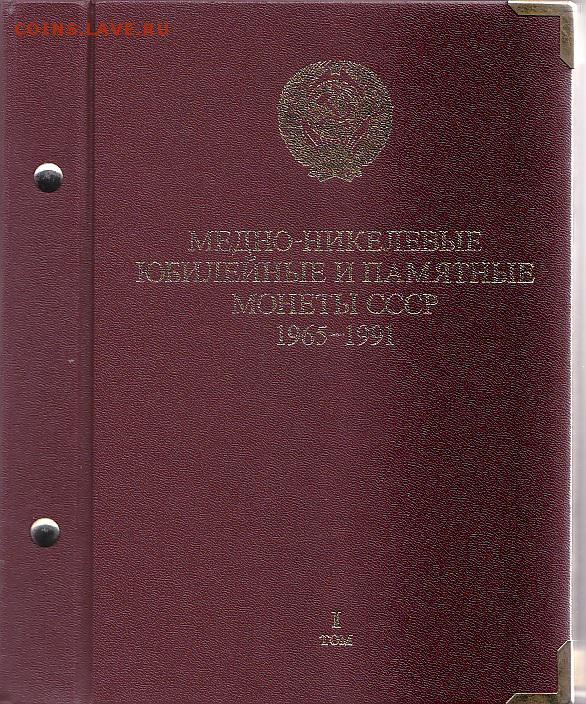 COINS.LAVE.RU
МЕДНО-НИКЕЛЕВЫЕ
ЮБИЛЕЙНЫЕ И ПАМЯТНЫЕ
МОНЕТЫ СССР
1965-1991
I
ТОМ